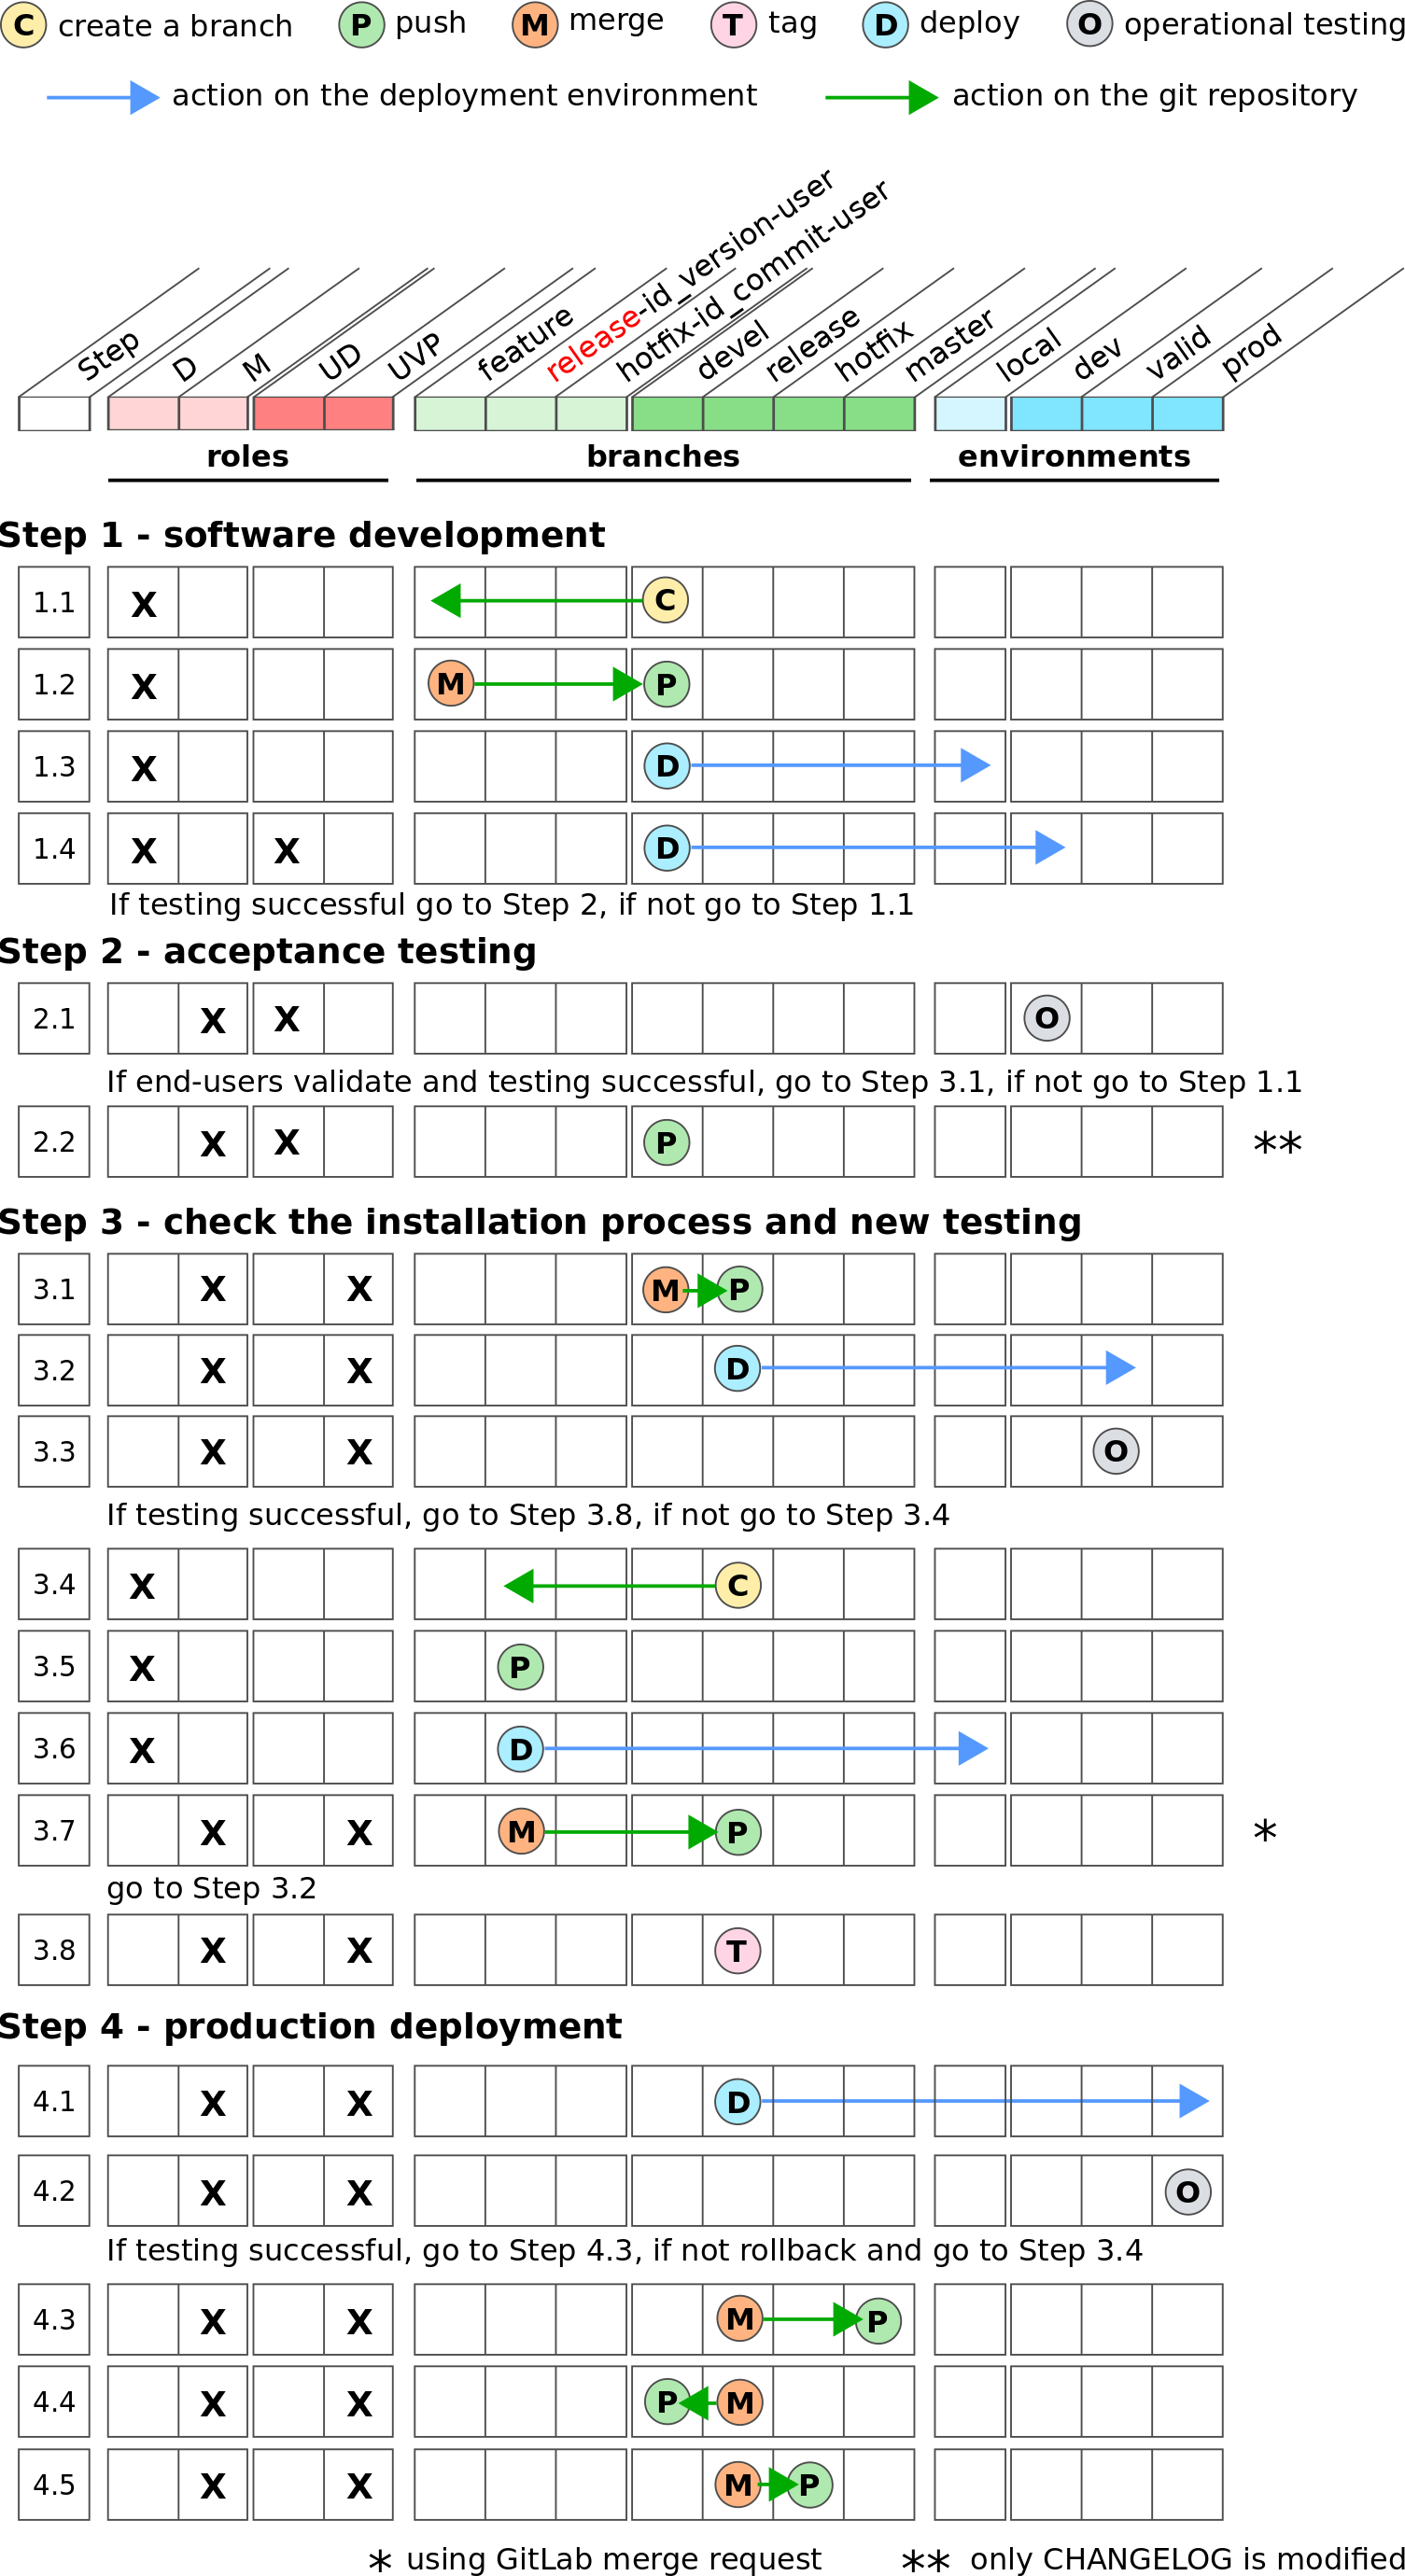 C create a branch P push M merge T tag D deploy O operational testing
action on the deployment environment action on the git repository
Step D M UD UVP feature release-id_version-user hotfix-id_commit-user devel release hotfix master local dev valid prod
roles branches environments
Step 1 - software development
1.1 X C
1.2 X M P
1.3 X D
1.4 X X D
If testing successful go to Step 2, if not go to Step 1.1
Step 2 - acceptance testing
2.1 X X O
If end-users validate and testing successful, go to Step 3.1, if not go to Step 1.1
2.2 X X P **
Step 3 - check the installation process and new testing
3.1 X X M P
3.2 X X D
3.3 X X O
If testing successful, go to Step 3.8, if not go to Step 3.4
3.4 X C
3.5 X P
3.6 X D
3.7 X X M P *
go to Step 3.2
3.8 X X T
Step 4 - production deployment
4.1 X X D
4.2 X X O
If testing successful, go to Step 4.3, if not rollback and go to Step 3.4
4.3 X X M P
4.4 X X P M
4.5 X X M P
* using GitLab merge request ** only CHANGELOG is modified